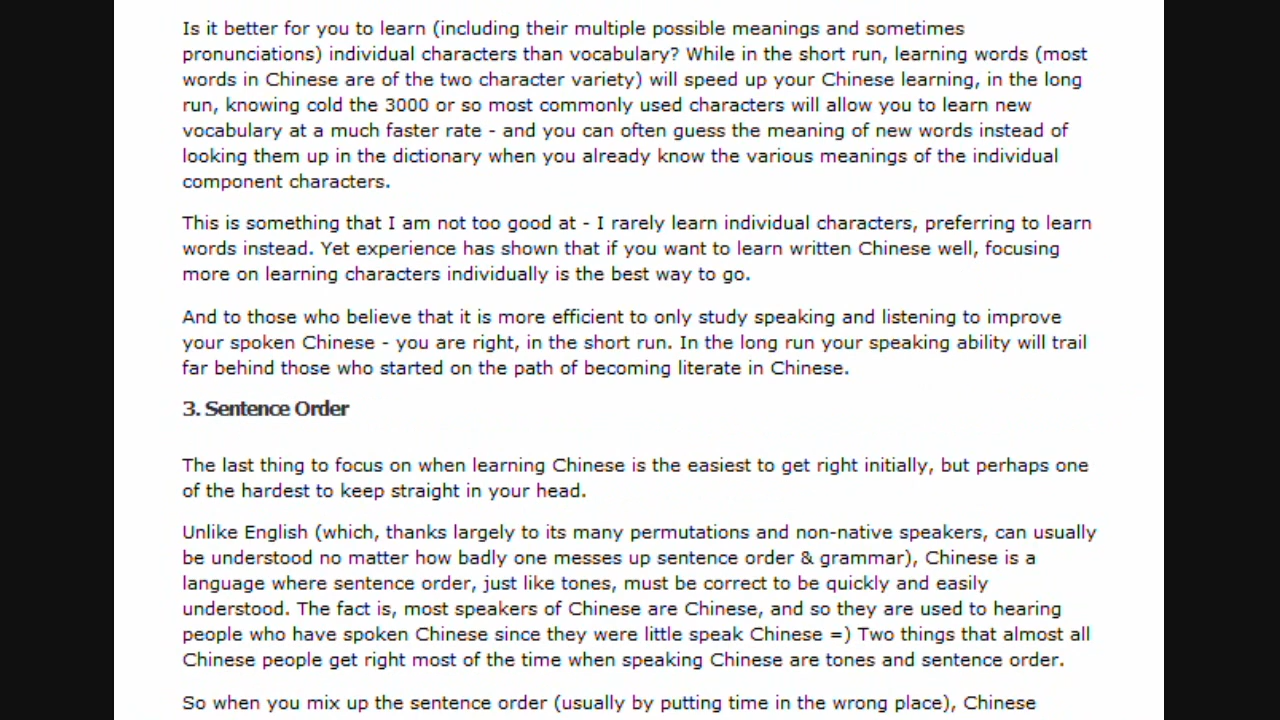 Is it better for you to learn (including their multiple possible meanings and sometimes
pronunciations) individual characters than vocabulary? While in the short run, learning words (most
words in Chinese are of the two character variety) will speed up your Chinese learning, in the long
run, knowing cold the 3000 or so most commonly used characters will allow you to learn new
vocabulary at a much faster rate - and you can often guess the meaning of new words instead of
looking them up in the dictionary when you already know the various meanings of the individual
component characters.
This is something that I am not too good at - I rarely learn individual characters, preferring to learn
words instead. Yet experience has shown that if you want to learn written Chinese well, focusing
more on learning characters individually is the best way to go.
And to those who believe that it is more efficient to only study speaking and listening to improve
your spoken Chinese - you are right, in the short run. In the long run your speaking ability will trail
far behind those who started on the path of becoming literate in Chinese.
3. Sentence Order
The last thing to focus on when learning Chinese is the easiest to get right initially, but perhaps one
of the hardest to keep straight in your head.
Unlike English (which, thanks largely to its many permutations and non-native speakers, can usually
be understood no matter how badly one messes up sentence order & grammar), Chinese is a
language where sentence order, just like tones, must be correct to be quickly and easily
understood. The fact is, most speakers of Chinese are Chinese, and so they are used to hearing
people who have spoken Chinese since they were little speak Chinese =) Two things that almost all
Chinese people get right most of the time when speaking Chinese are tones and sentence order.
So when you mix up the sentence order (usually by putting time in the wrong place), Chinese